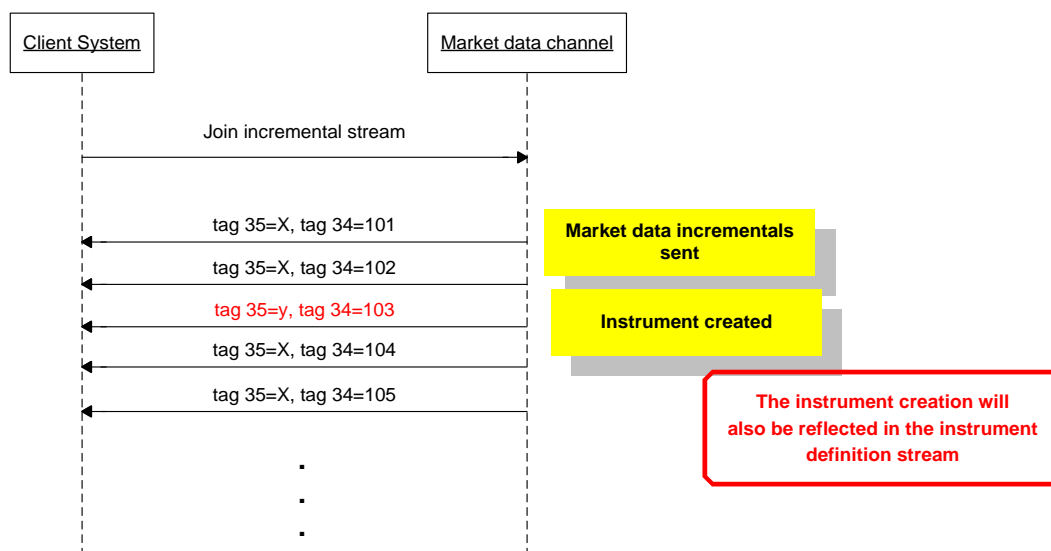 Client System
Market data channel
Join incremental stream
tag 35=X, tag 34=101
Market data incrementals
sent
tag 35=X, tag 34=102
tag 35=y, tag 34=103
Instrument created
tag 35=X, tag 34=104
tag 35=X, tag 34=105
The instrument creation will
also be reflected in the instrument
definition stream
.
.
.